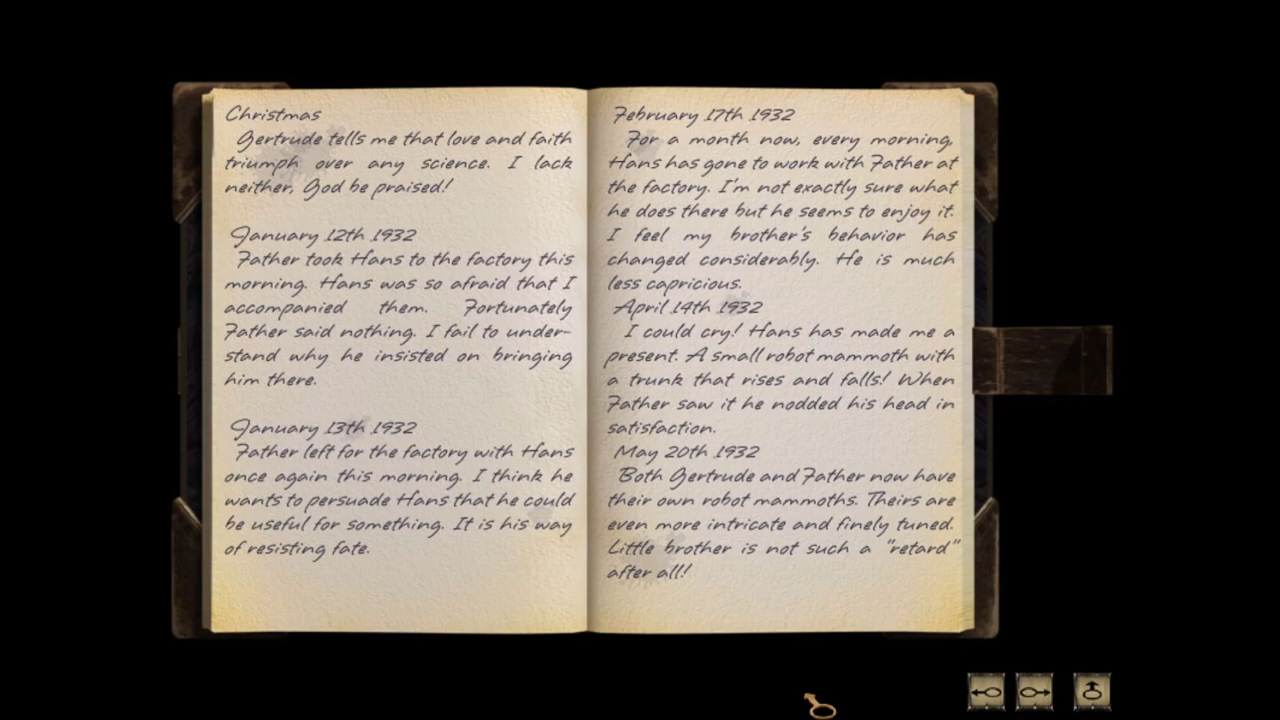 Christmas
Gertrude tells me that love and faith
triumph over any science. I lack
neither, God be praised!
January 12th 1932
Father took Hans to the factory this
morning. Hans was so afraid that I
accompanied them. Fortunately
Father said nothing. I fail to under-
stand why he insisted on bringing
him there.
January 13th 1932
Father left for the factory with Hans
once again this morning. I think he
wants to persuade Hans that he could
be useful for something. It is his way
of resisting fate.
February 17th 1932
For a month now, every morning,
Hans has gone to work with Father at
the factory. I'm not exactly sure what
he does there but he seems to enjoy it.
I feel my brother's behavior has
changed considerably. He is much
less capricious.
April 14th 1932
I could cry! Hans has made me a
present. A small robot mammoth with
a trunk that rises and falls! When
Father saw it he nodded his head in
satisfaction.
May 20th 1932
Both Gertrude and Father now have
their own robot mammoths. Theirs are
even more intricate and finely tuned.
Little brother is not such a "retard"
after all!